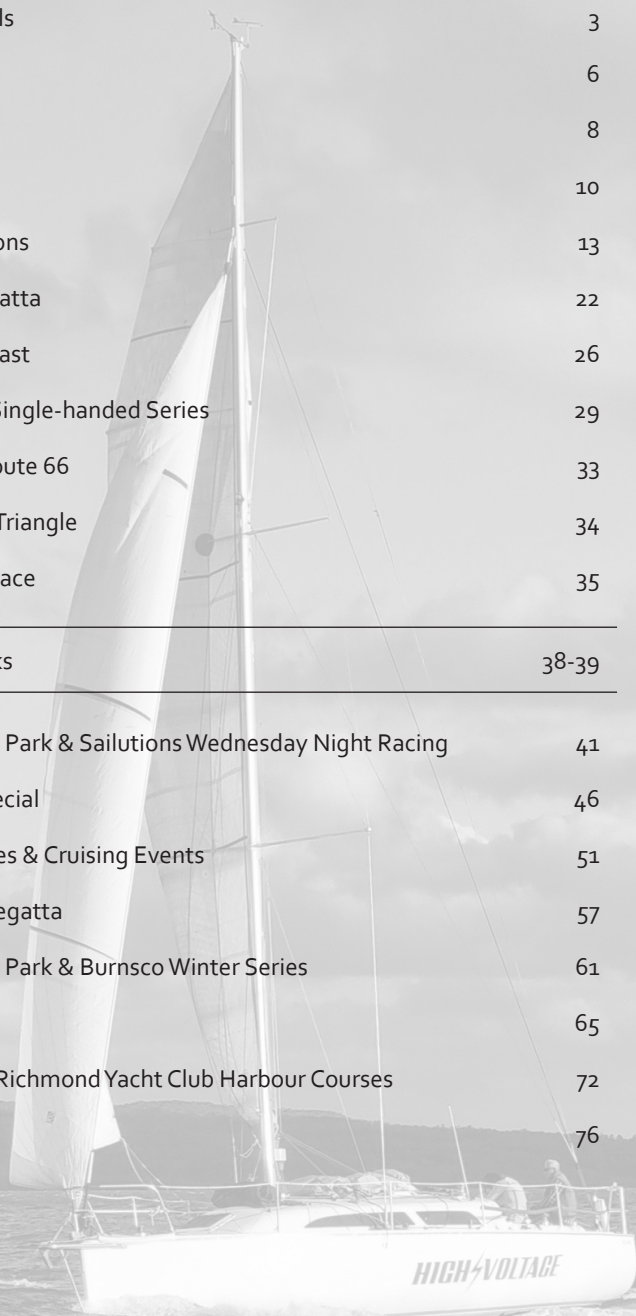 ls 3
6
8
10
ons 13
atta 22
ast 26
Single-handed Series 29
oute 66 33
Triangle 34
ace 35
ks 38-39
Park & Sailutions Wednesday Night Racing 41
ecial 46
es & Cruising Events 51
egatta 57
Park & Burnsco Winter Series 61
65
Richmond Yacht Club Harbour Courses 72
76
HIGH VOLTAGE